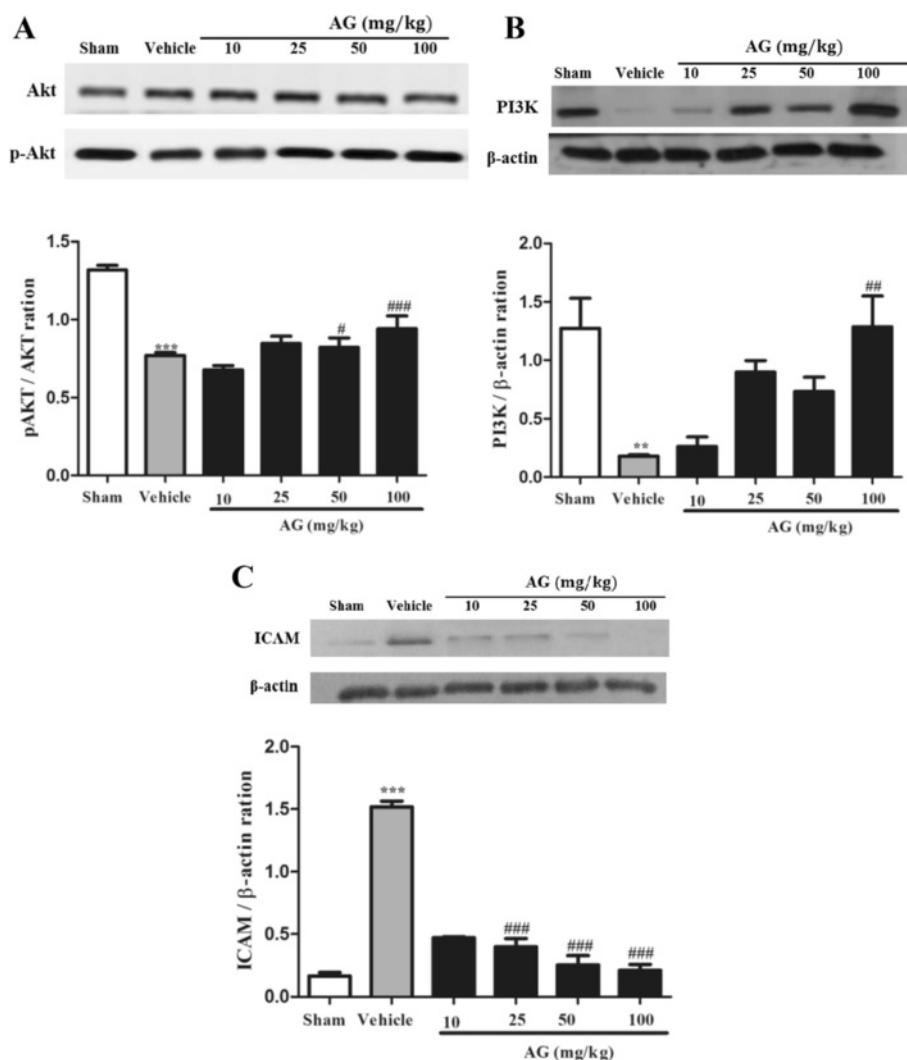 A
AG (mg/kg)
Sham Vehicle 10 25 50 100
Akt
p-Akt
1.5
1.0
0.5
0.0
pAKT / AKT ration
***
#
###
Sham Vehicle 10 25 50 100
AG (mg/kg)
B
AG (mg/kg)
Sham Vehicle 10 25 50 100
PI3K
β-actin
2.0
1.5
1.0
0.5
0.0
PI3K / β-actin ration
**
##
Sham Vehicle 10 25 50 100
AG (mg/kg)
C
AG (mg/kg)
Sham Vehicle 10 25 50 100
ICAM
β-actin
2.0
1.5
1.0
0.5
0.0
ICAM / β-actin ration
***
###
###
###
Sham Vehicle 10 25 50 100
AG (mg/kg)